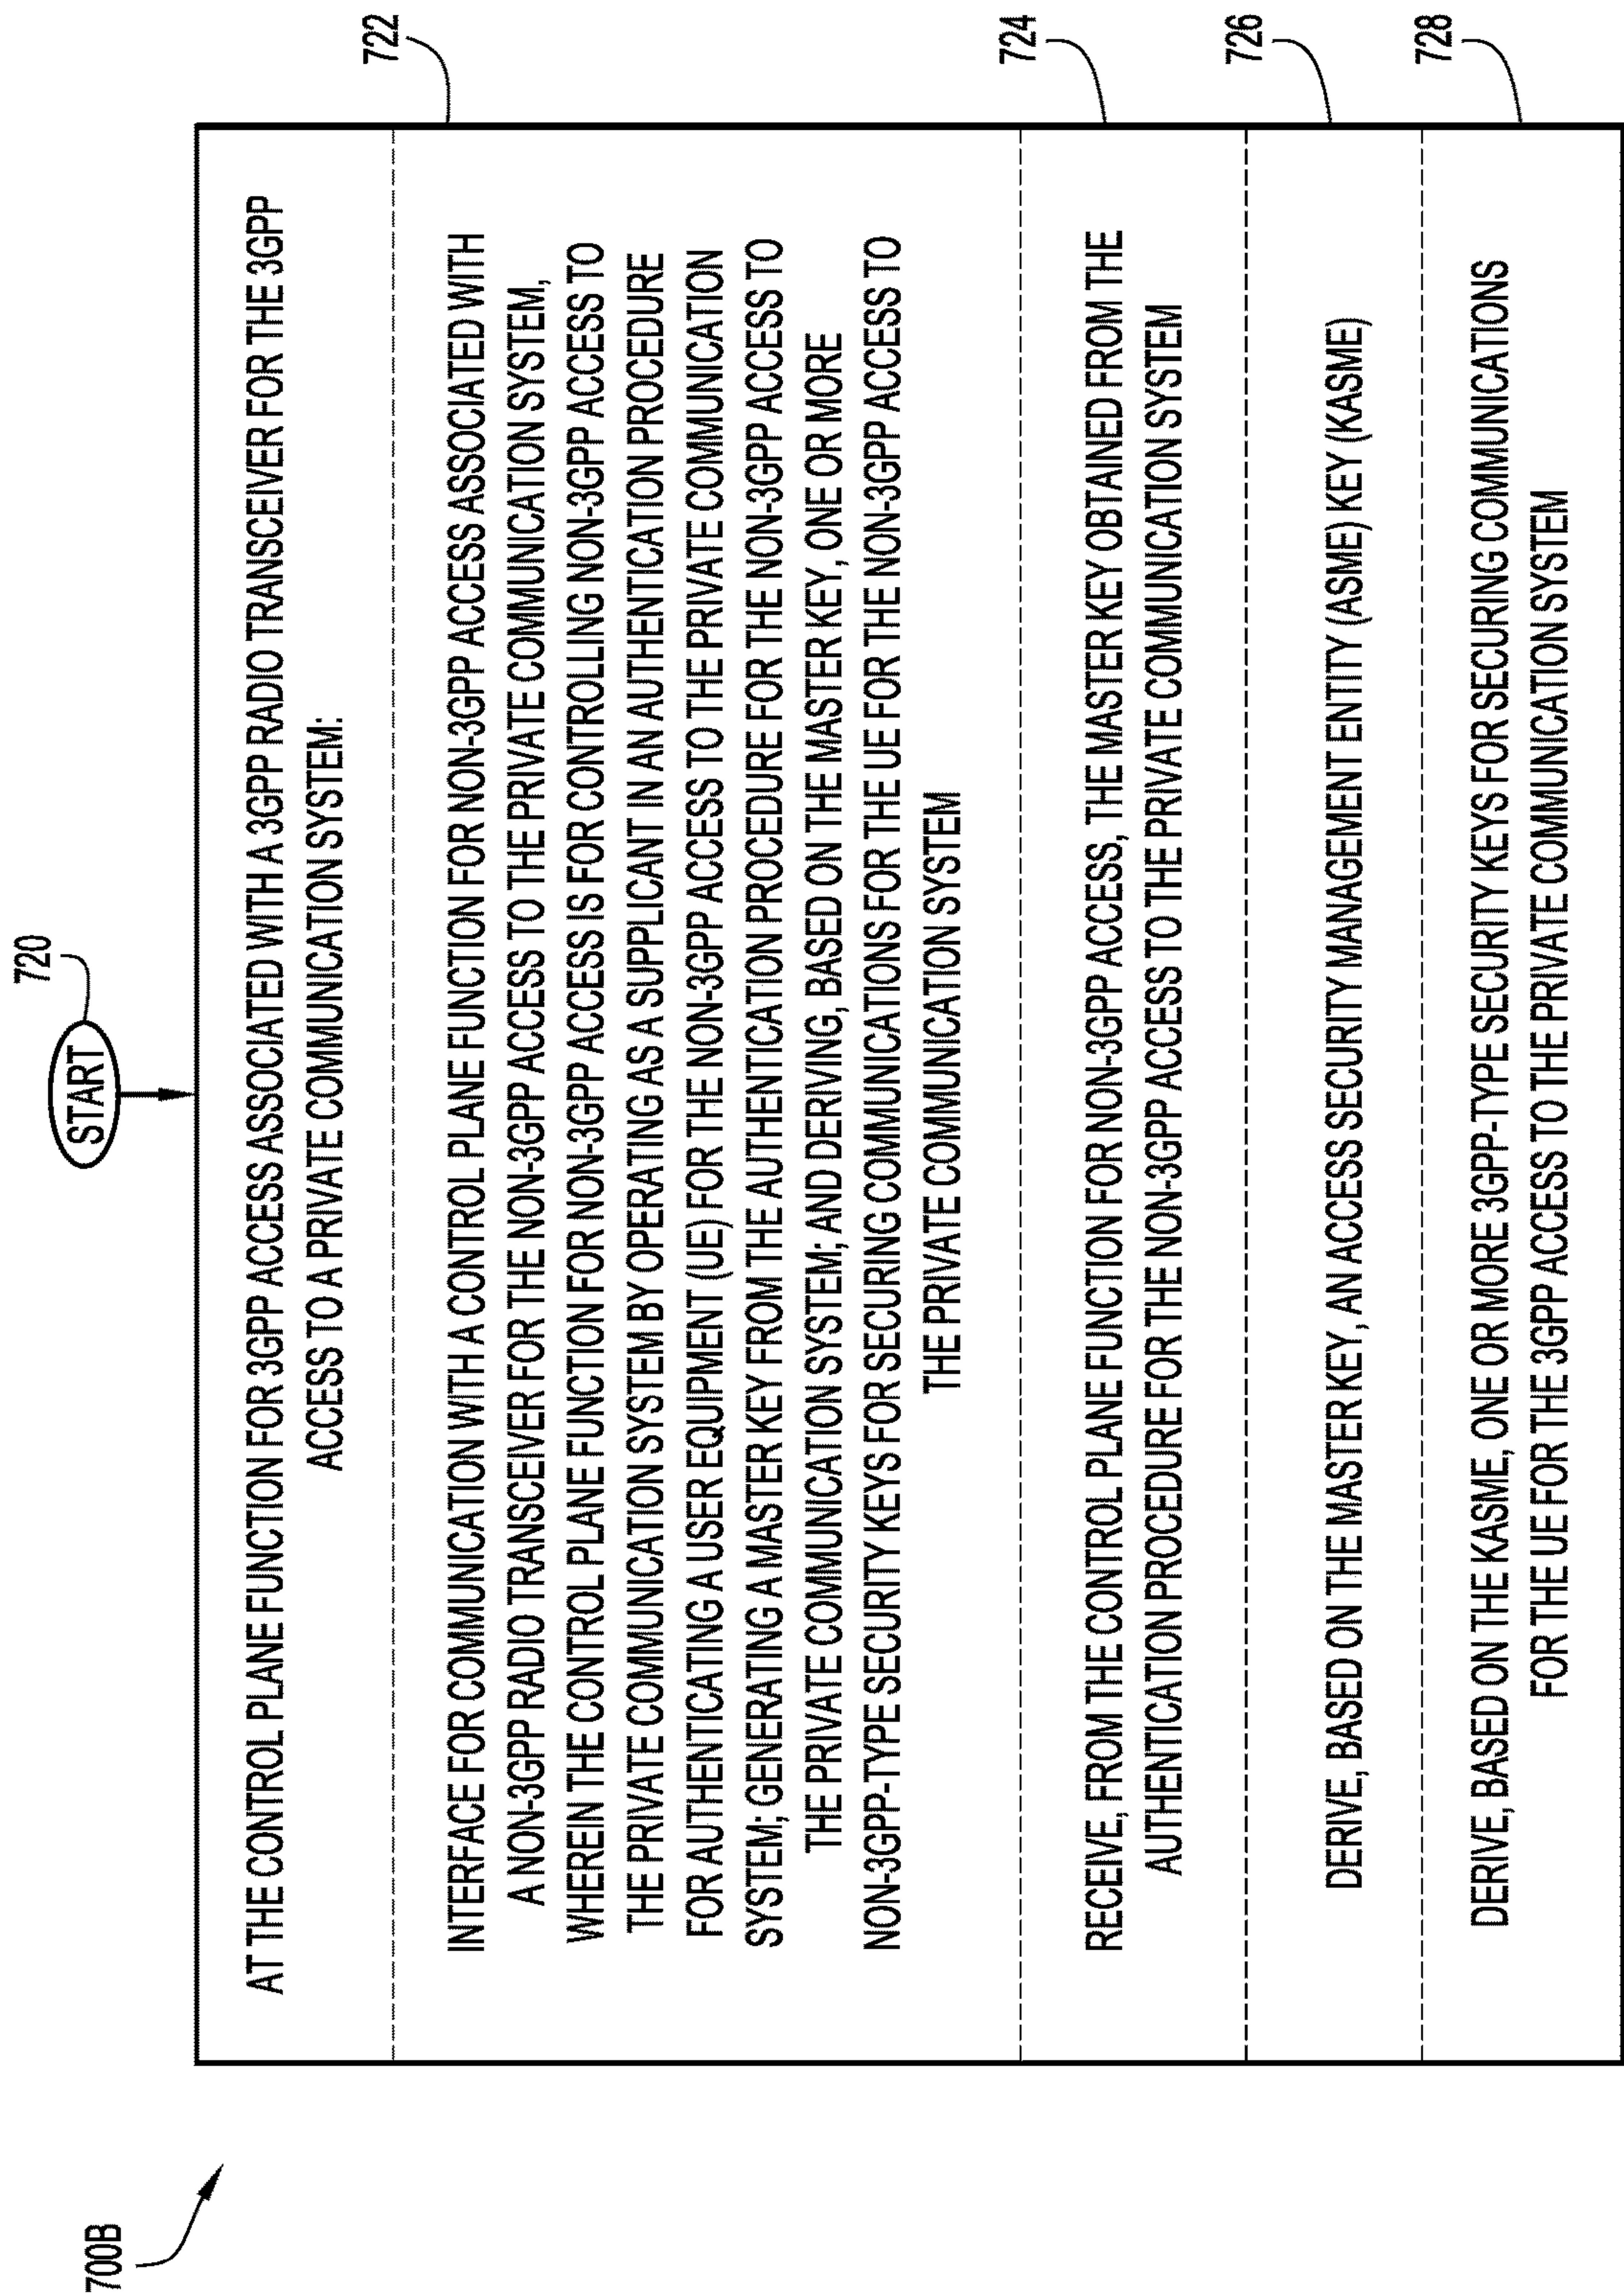 700B
720
START
AT THE CONTROL PLANE FUNCTION FOR 3GPP ACCESS ASSOCIATED WITH A 3GPP RADIO TRANSCEIVER FOR THE 3GPP
ACCESS TO A PRIVATE COMMUNICATION SYSTEM:
722
INTERFACE FOR COMMUNICATION WITH A CONTROL PLANE FUNCTION FOR NON-3GPP ACCESS ASSOCIATED WITH
A NON-3GPP RADIO TRANSCEIVER FOR THE NON-3GPP ACCESS TO THE PRIVATE COMMUNICATION SYSTEM,
WHEREIN THE CONTROL PLANE FUNCTION FOR NON-3GPP ACCESS IS FOR CONTROLLING NON-3GPP ACCESS TO
THE PRIVATE COMMUNICATION SYSTEM BY OPERATING AS A SUPPLICANT IN AN AUTHENTICATION PROCEDURE
FOR AUTHENTICATING A USER EQUIPMENT (UE) FOR THE NON-3GPP ACCESS TO THE PRIVATE COMMUNICATION
SYSTEM; GENERATING A MASTER KEY FROM THE AUTHENTICATION PROCEDURE FOR THE NON-3GPP ACCESS TO
THE PRIVATE COMMUNICATION SYSTEM; AND DERIVING, BASED ON THE MASTER KEY, ONE OR MORE
NON-3GPP-TYPE SECURITY KEYS FOR SECURING COMMUNICATIONS FOR THE UE FOR THE NON-3GPP ACCESS TO
THE PRIVATE COMMUNICATION SYSTEM
724
RECEIVE, FROM THE CONTROL PLANE FUNCTION FOR NON-3GPP ACCESS, THE MASTER KEY OBTAINED FROM THE
AUTHENTICATION PROCEDURE FOR THE NON-3GPP ACCESS TO THE PRIVATE COMMUNICATION SYSTEM
726
DERIVE, BASED ON THE MASTER KEY, AN ACCESS SECURITY MANAGEMENT ENTITY (ASME) KEY (KASME)
728
DERIVE, BASED ON THE KASME, ONE OR MORE 3GPP-TYPE SECURITY KEYS FOR SECURING COMMUNICATIONS
FOR THE UE FOR THE 3GPP ACCESS TO THE PRIVATE COMMUNICATION SYSTEM